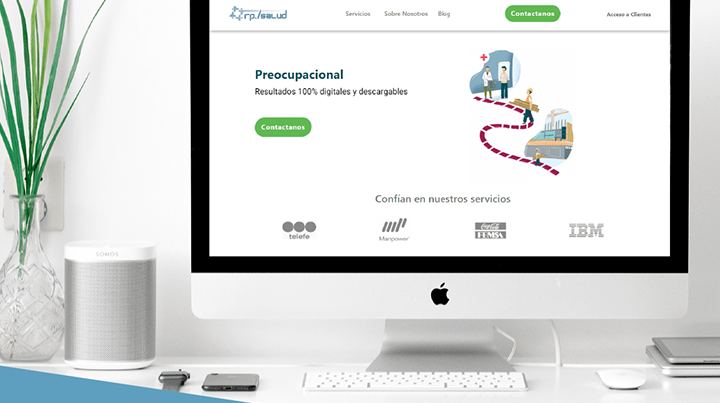 rp./salud
Servicios
Sobre Nosotros
Blog
Contactanos
Acceso a Clientes
Preocupacional
Resultados 100% digitales y descargables
Contactanos
Confían en nuestros servicios
telefe
Manpower
Coca-Cola
FEMSA
IBM
SONOS